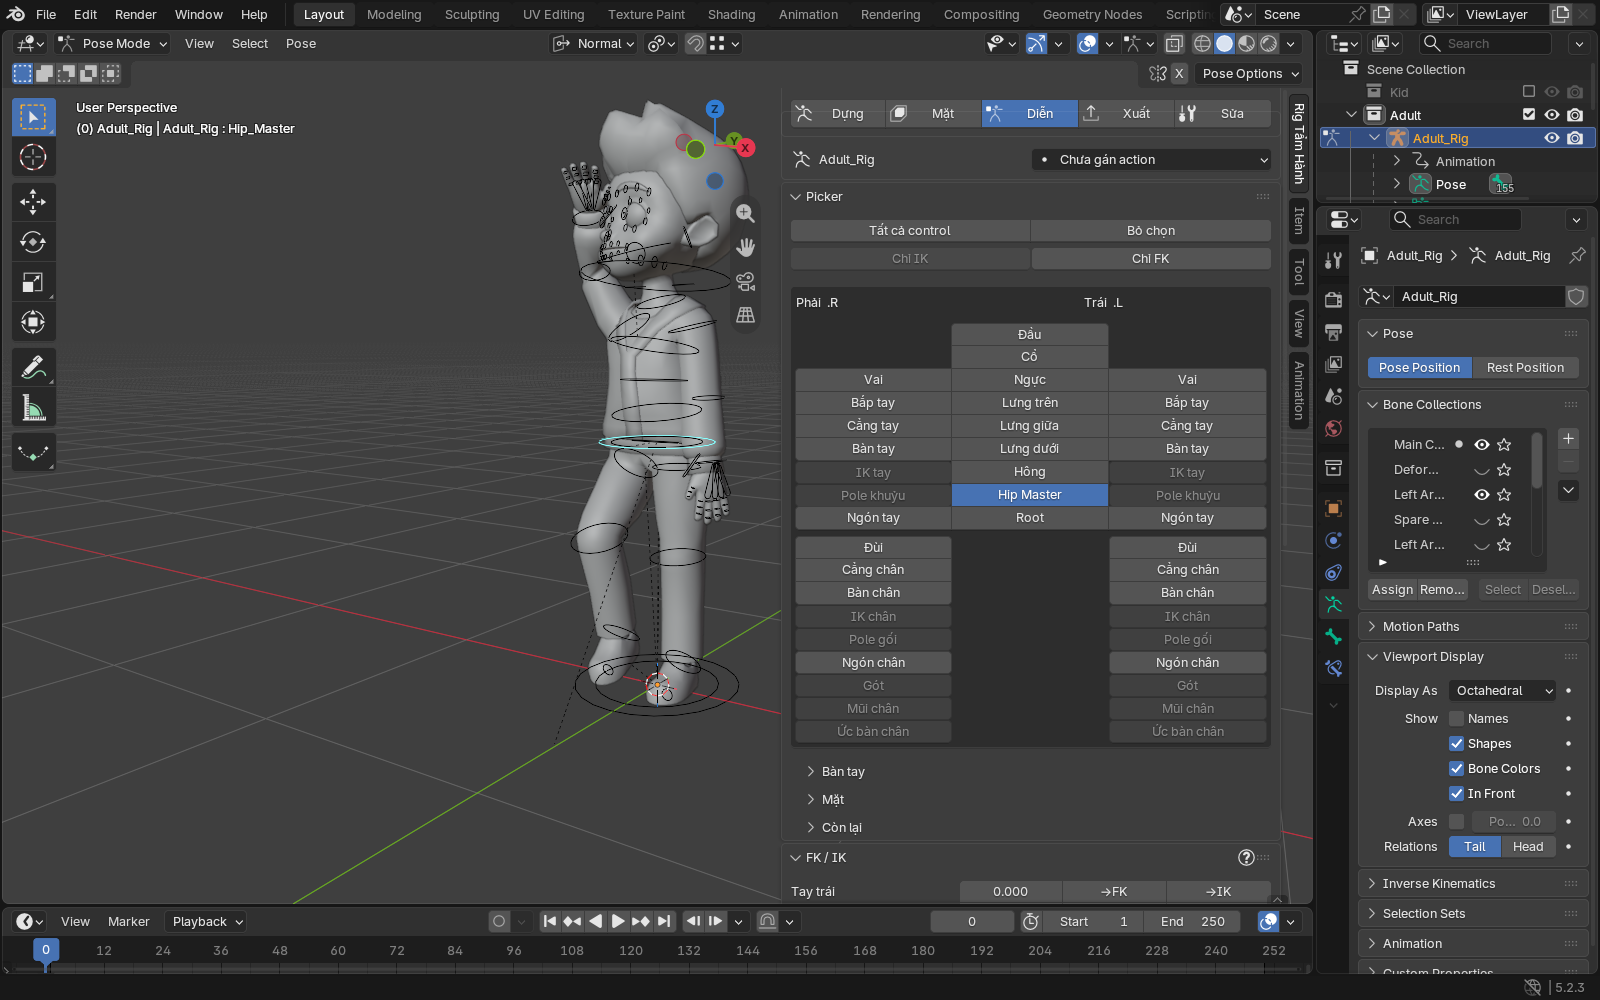 File Edit Render Window Help Layout Modeling Sculpting UV Editing Texture Paint Shading Animation Rendering Compositing Geometry Nodes Scene ViewLayer
Pose Mode View Select Pose Normal Search
X Pose Options
Scene Collection
Kid
Adult
Adult_Rig
Animation
Pose 155
User Perspective
(0) Adult_Rig | Adult_Rig : Hip_Master
Z
Y
X
Dựng Mặt Diễn Xuất Sửa
Adult_Rig • Chưa gán action
Picker
Tất cả control Bỏ chọn
Chỉ IK Chỉ FK
Phải .R Trái .L
Đầu
Cổ
Vai Ngực Vai
Bắp tay Lưng trên Bắp tay
Cẳng tay Lưng giữa Cẳng tay
Bàn tay Lưng dưới Bàn tay
IK tay Hông IK tay
Pole khuỷu Hip Master Pole khuỷu
Ngón tay Root Ngón tay
Đùi Đùi
Cẳng chân Cẳng chân
Bàn chân Bàn chân
IK chân IK chân
Pole gối Pole gối
Ngón chân Ngón chân
Gót Gót
Mũi chân Mũi chân
Ức bàn chân Ức bàn chân
Bàn tay
Mặt
Còn lại
FK / IK
Tay trái 0.000 →FK →IK
Rig Tâm Hành
Item
Tool
View
Animation
Search
Adult_Rig > Adult_Rig
Adult_Rig
Pose
Pose Position Rest Position
Bone Collections
Main C...
Defor...
Left Ar...
Spare ...
Left Ar...
Assign Remo... Select Desel...
Motion Paths
Viewport Display
Display As Octahedral
Show Names
Shapes
Bone Colors
In Front
Axes Po... 0.0
Relations Tail Head
Inverse Kinematics
Selection Sets
Animation
Custom Properties
View Marker Playback 0 Start 1 End 250
0 12 24 36 48 60 72 84 96 108 120 132 144 156 168 180 192 204 216 228 240 252
5.2.3